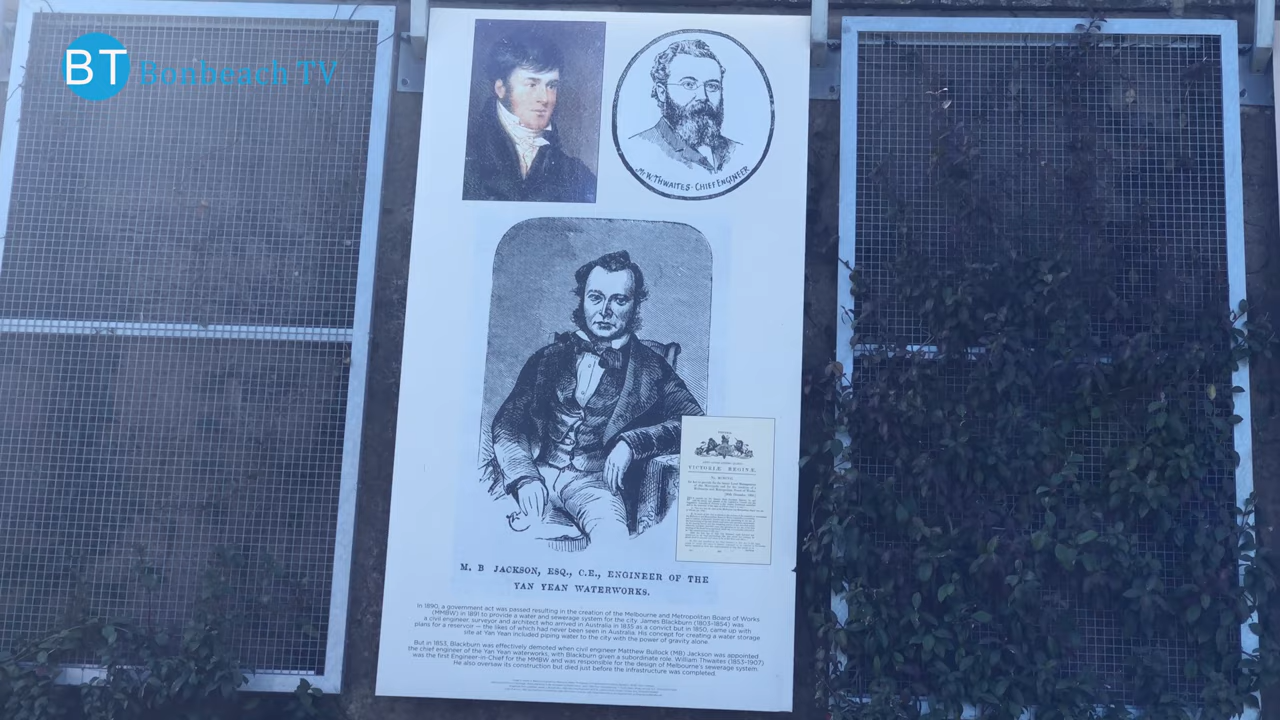 BT Bonbeach TV
Mr W. THWAITES - CHIEF ENGINEER
VICTORIÆ REGINÆ.
M. B JACKSON, ESQ., C.E., ENGINEER OF THE
YAN YEAN WATERWORKS.
In 1890, a government act was passed resulting in the creation of the Melbourne and Metropolitan Board of Works
(MMBW) in 1891 to provide a water and sewerage system for the city. James Blackburn (1803-1854) was
a civil engineer, surveyor and architect who arrived in Australia in 1835 as a convict but in 1850, came up with
plans for a reservoir – the likes of which had never been seen in Australia. His concept for creating a water storage
site at Yan Yean included piping water to the city with the power of gravity alone.
But in 1853, Blackburn was effectively demoted when civil engineer Matthew Bullock (MB) Jackson was appointed
the chief engineer of the Yan Yean waterworks, with Blackburn given a subordinate role. William Thwaites (1853-1907)
was the first Engineer-in-Chief for the MMBW and was responsible for the design of Melbourne's sewerage system.
He also oversaw its construction but died just before the infrastructure was completed.